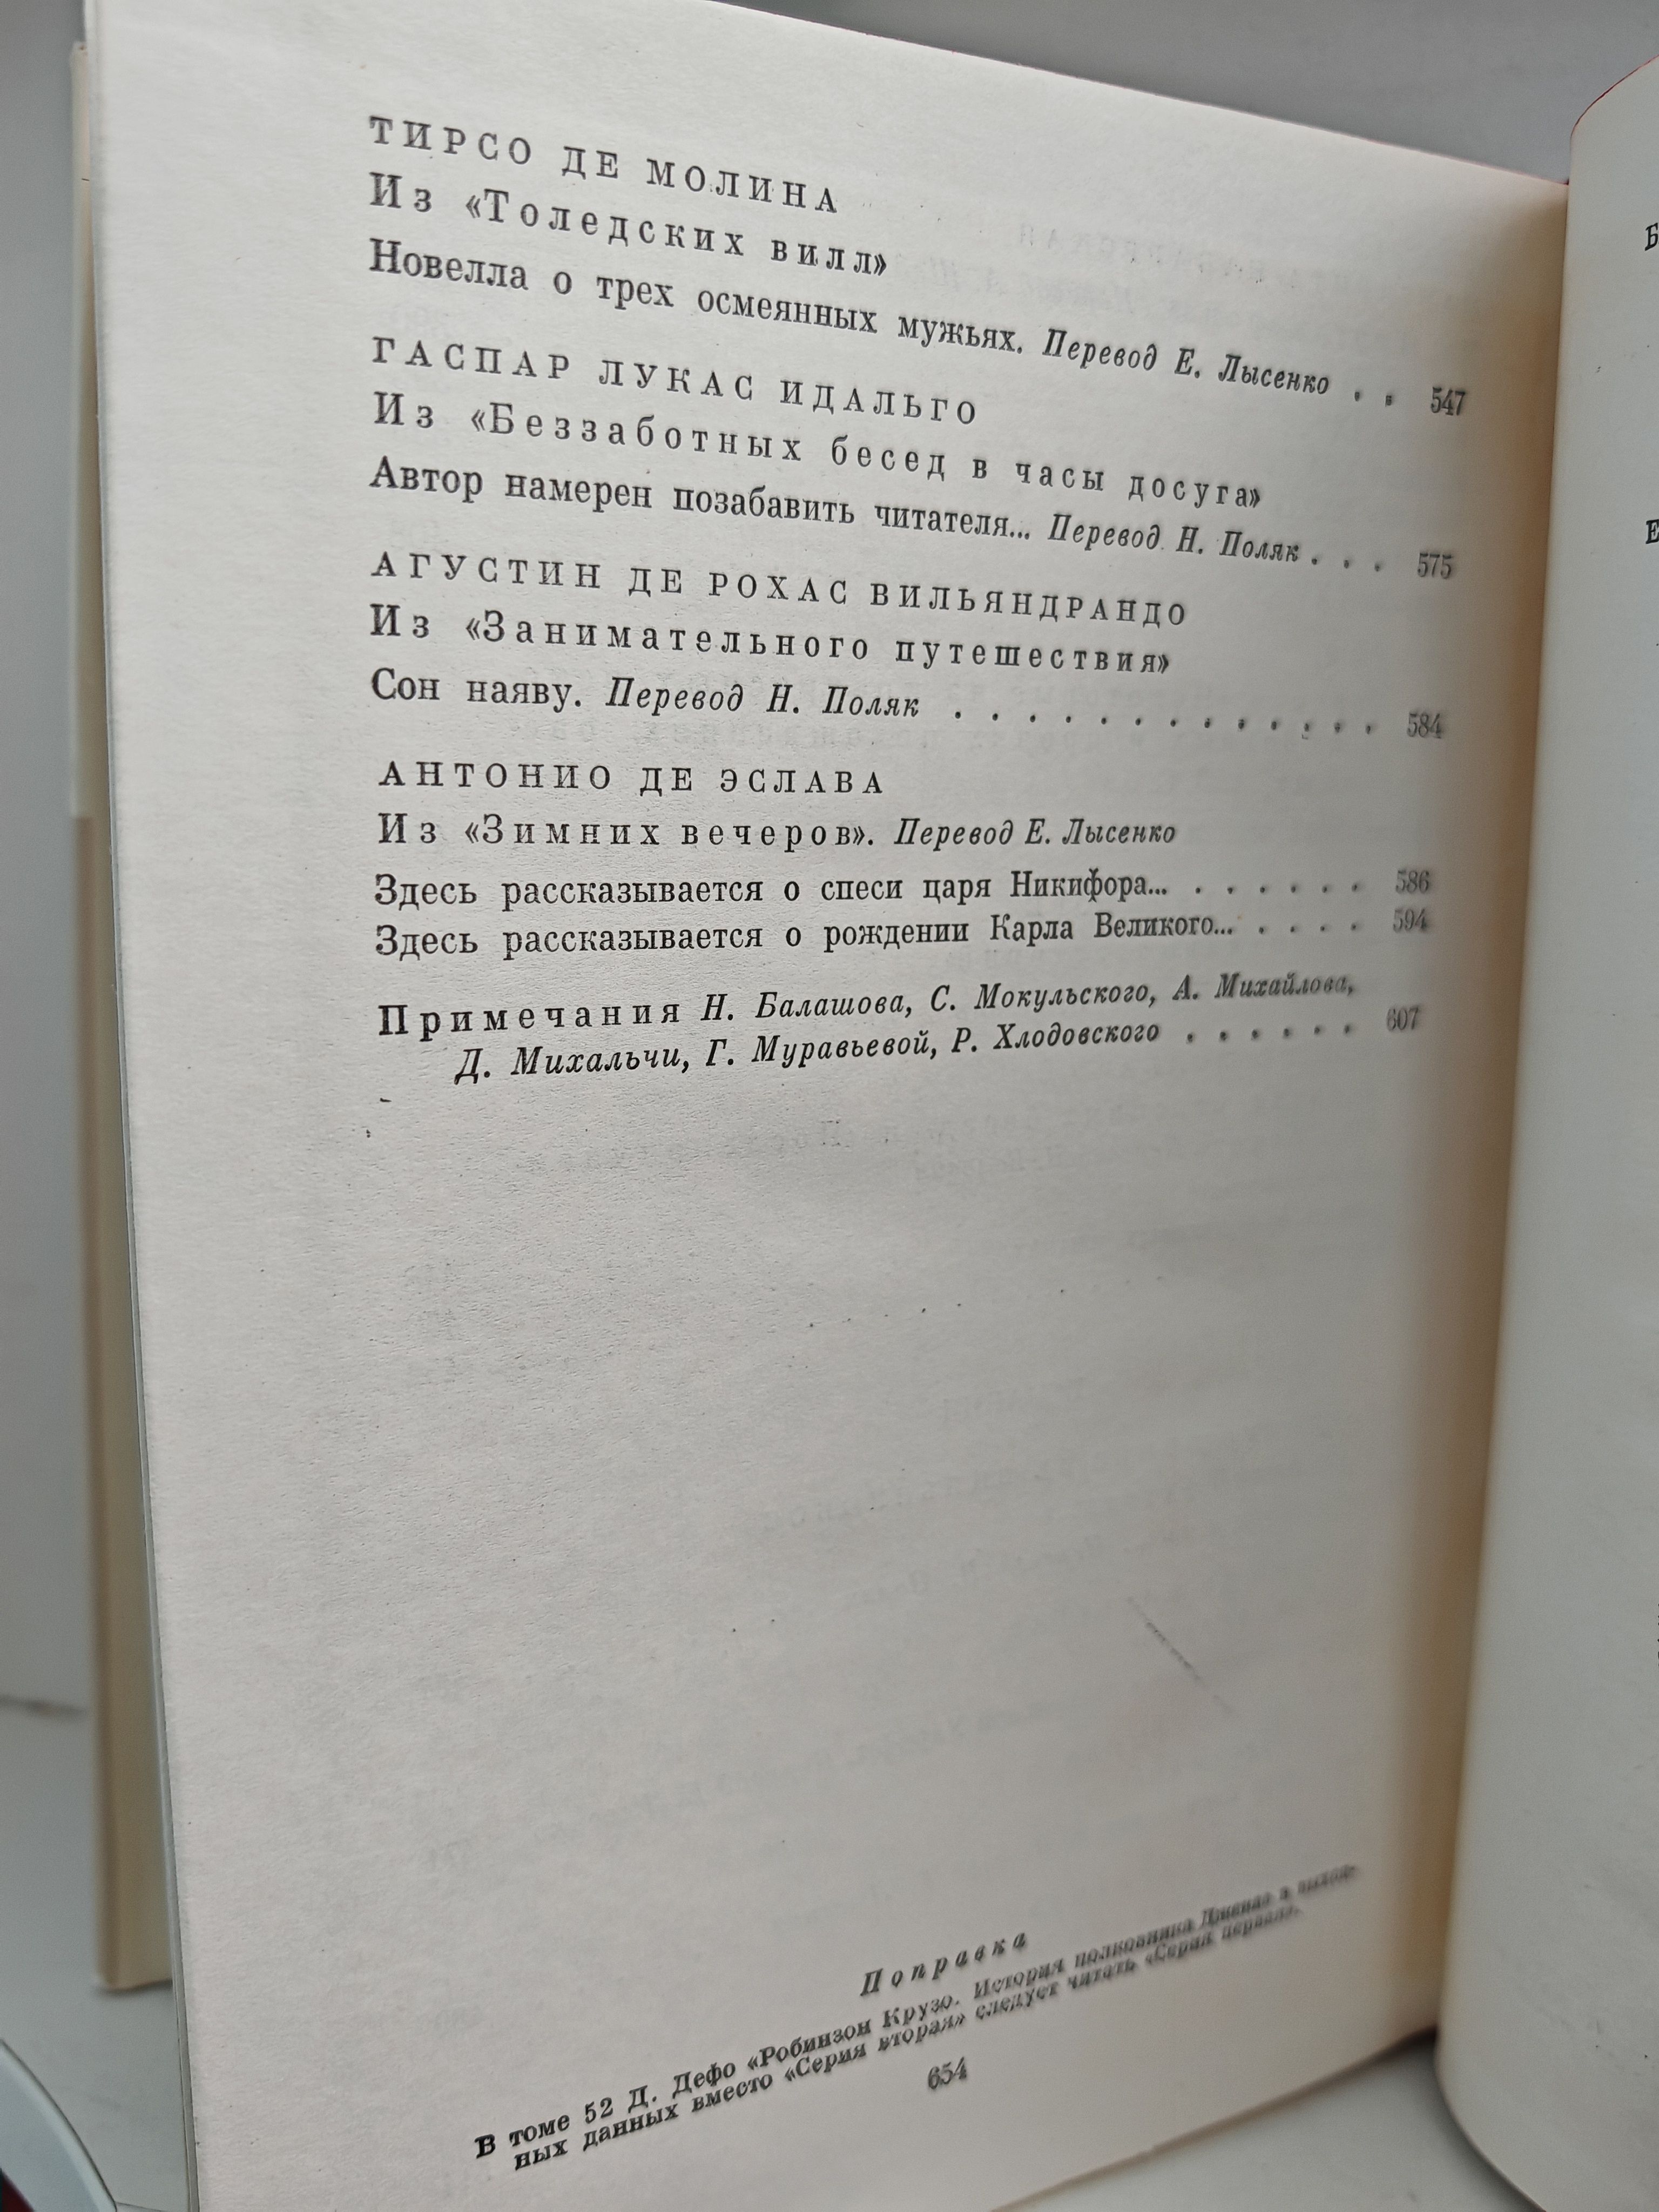 ТИРСО ДЕ МОЛИНА
Из «Толедских вилл»
Новелла о трех осмеянных мужьях. Перевод Е. Лысенко . . 547
ГАСПАР ЛУКАС ИДАЛЬГО
Из «Беззаботных бесед в часы досуга»
Автор намерен позабавить читателя... Перевод Н. Поляк . . . 575
АГУСТИН ДЕ РОХАС ВИЛЬЯНДРАНДО
Из «Занимательного путешествия»
Сон наяву. Перевод Н. Поляк . . . . . . . . . . . . . 584
АНТОНИО ДЕ ЭСЛАВА
Из «Зимних вечеров». Перевод Е. Лысенко
Здесь рассказывается о спеси царя Никифора... . . . . . . 586
Здесь рассказывается о рождении Карла Великого... . . . . 594
Примечания Н. Балашова, С. Мокульского, А. Михайлова,
Д. Михальчи, Г. Муравьевой, Р. Хлодовского . . . . . . 607
Поправка
В томе 52 Д. Дефо «Робинзон Крузо. История полковника Джека» в выход-
ных данных вместо «Серия вторая» следует читать «Серия первая».
654